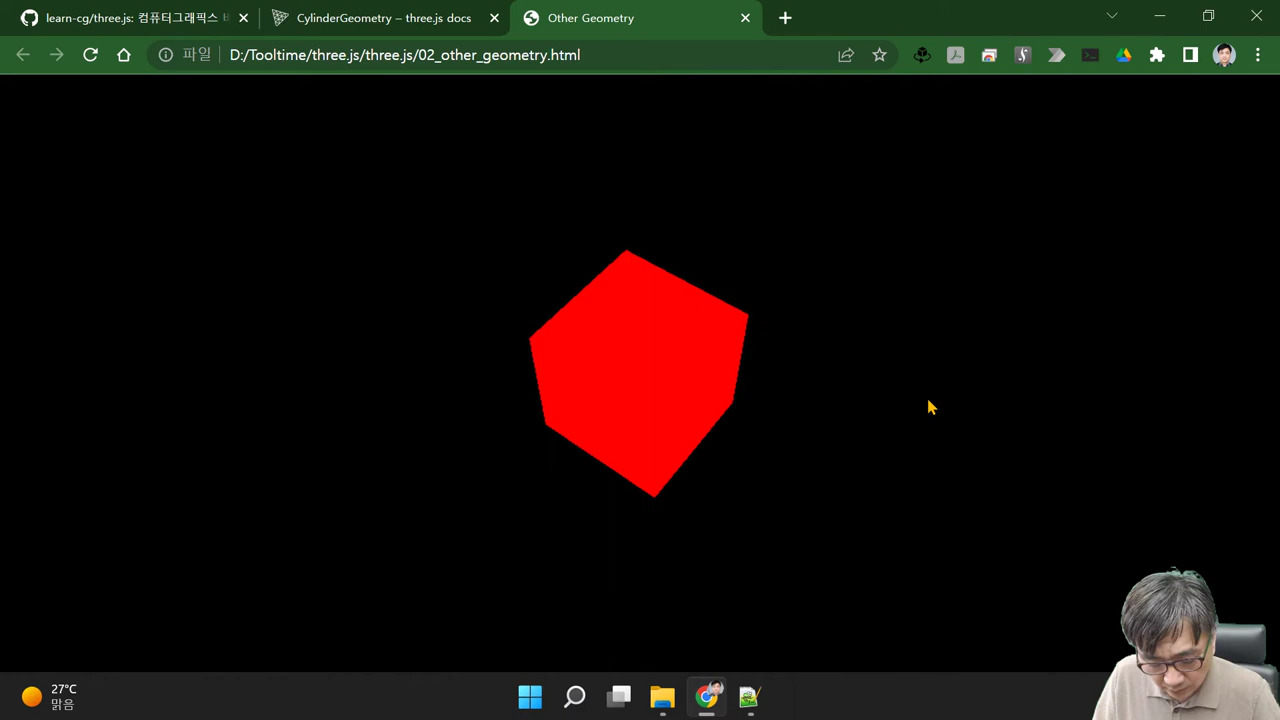 learn-cg/three.js: 컴퓨터그래픽스
CylinderGeometry – three.js docs
Other Geometry
파일
D:/Tooltime/three.js/three.js/02_other_geometry.html
27°C
맑음